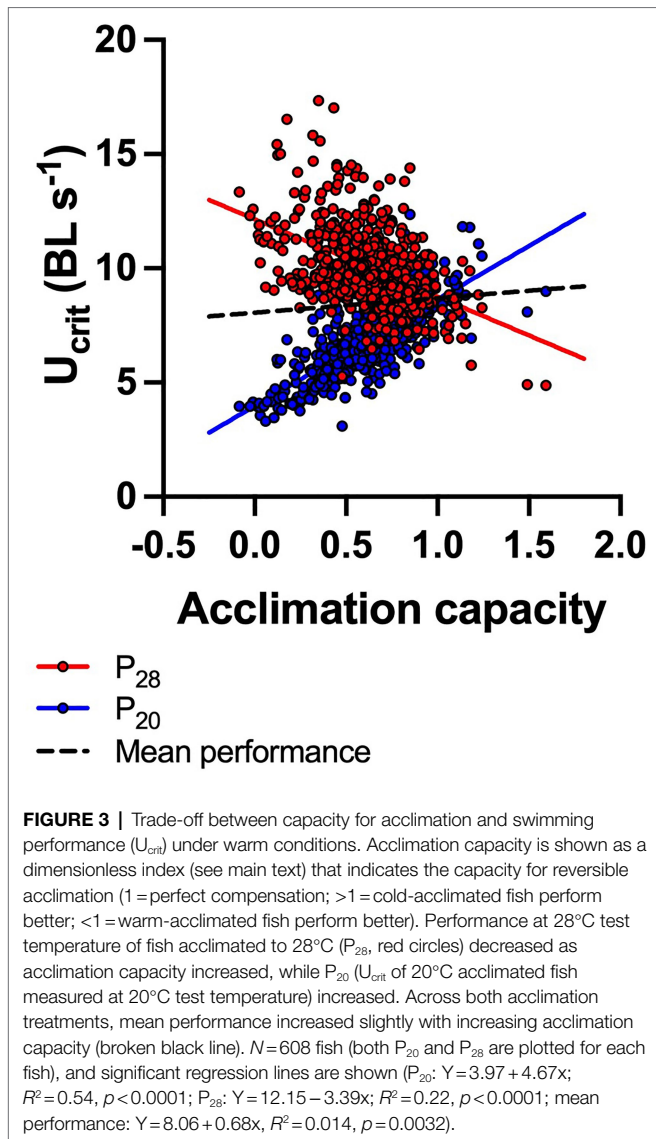 20
15
10
5
0
U_crit (BL s⁻¹)
-0.5 0.0 0.5 1.0 1.5 2.0
Acclimation capacity
P₂₈
P₂₀
Mean performance
FIGURE 3 | Trade-off between capacity for acclimation and swimming
performance (U_crit) under warm conditions. Acclimation capacity is shown as a
dimensionless index (see main text) that indicates the capacity for reversible
acclimation (1 = perfect compensation; >1 = cold-acclimated fish perform
better; <1 = warm-acclimated fish perform better). Performance at 28°C test
temperature of fish acclimated to 28°C (P₂₈, red circles) decreased as
acclimation capacity increased, while P₂₀ (U_crit of 20°C acclimated fish
measured at 20°C test temperature) increased. Across both acclimation
treatments, mean performance increased slightly with increasing acclimation
capacity (broken black line). N = 608 fish (both P₂₀ and P₂₈ are plotted for each
fish), and significant regression lines are shown (P₂₀: Y = 3.97 + 4.67x;
R² = 0.54, p < 0.0001; P₂₈: Y = 12.15 − 3.39x; R² = 0.22, p < 0.0001; mean
performance: Y = 8.06 + 0.68x, R² = 0.014, p = 0.0032).